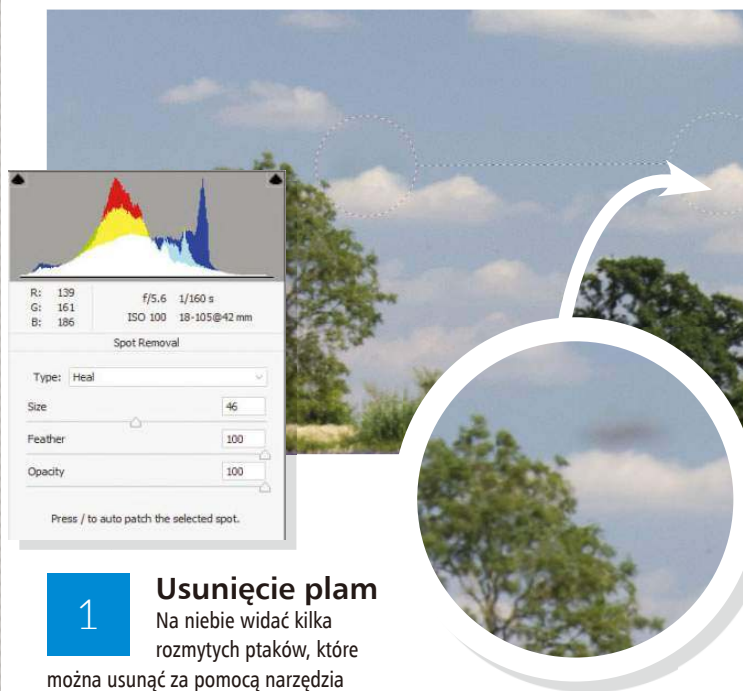 R: 139
G: 161
B: 186
f/5.6 1/160 s
ISO 100 18-105@42 mm
Spot Removal
Type: Heal
Size 46
Feather 100
Opacity 100
Press / to auto patch the selected spot.
1
Usunięcie plam
Na niebie widać kilka
rozmytych ptaków, które
można usunąć za pomocą narzędzia